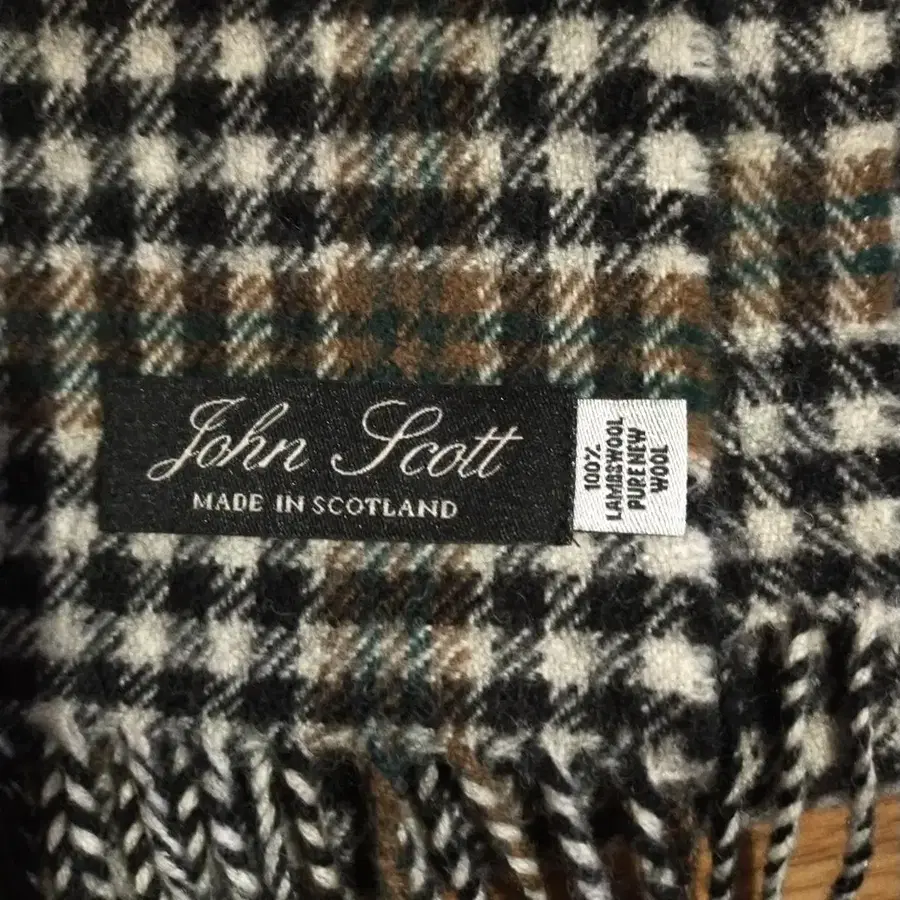 John Scott
MADE IN SCOTLAND
100%
LAMBSWOOL
PURE NEW
WOOL